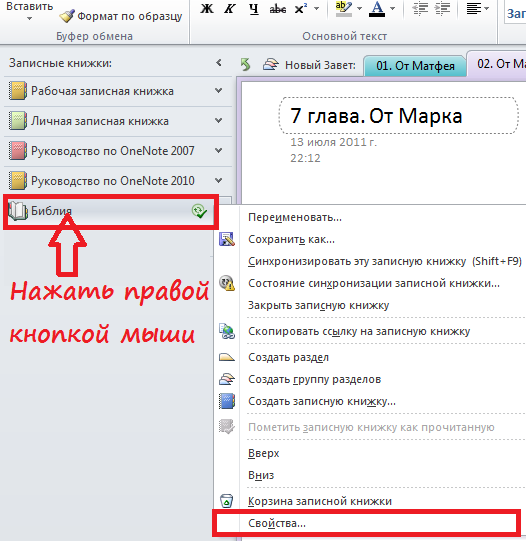 Вставить
Формат по образцу
Ж К Ч abc x²
Буфер обмена
Основной текст
Записные книжки:
Новый Завет:
01. От Матфея
02. От Ма
Рабочая записная книжка
Личная записная книжка
Руководство по OneNote 2007
Руководство по OneNote 2010
Библия
7 глава. От Марка
13 июля 2011 г.
22:12
Нажать правой
кнопкой мыши
Переименовать...
Сохранить как...
Синхронизировать эту записную книжку (Shift+F9)
Состояние синхронизации записной книжки...
Закрыть записную книжку
Скопировать ссылку на записную книжку
Создать раздел
Создать группу разделов
Создать записную книжку...
Пометить записную книжку как прочитанную
Вверх
Вниз
Корзина записной книжки
Свойства...